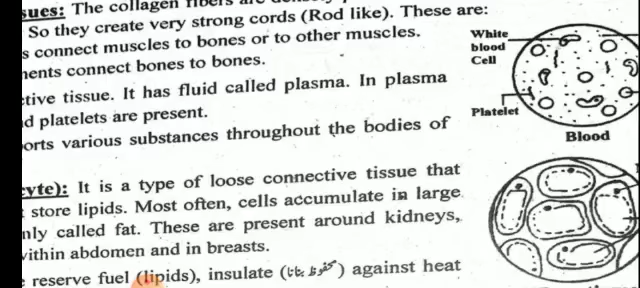 sues: The collagen fibers are
So they create very strong cords (Rod like). These are:
s connect muscles to bones or to other muscles.
ents connect bones to bones.
tive tissue. It has fluid called plasma. In plasma
d platelets are present.
orts various substances throughout the bodies of
cyte): It is a type of loose connective tissue that
store lipids. Most often, cells accumulate in large
nly called fat. These are present around kidneys,
within abdomen and in breasts.
reserve fuel (lipids), insulate ( ) against heat
White
blood
Cell
Platelet
Blood